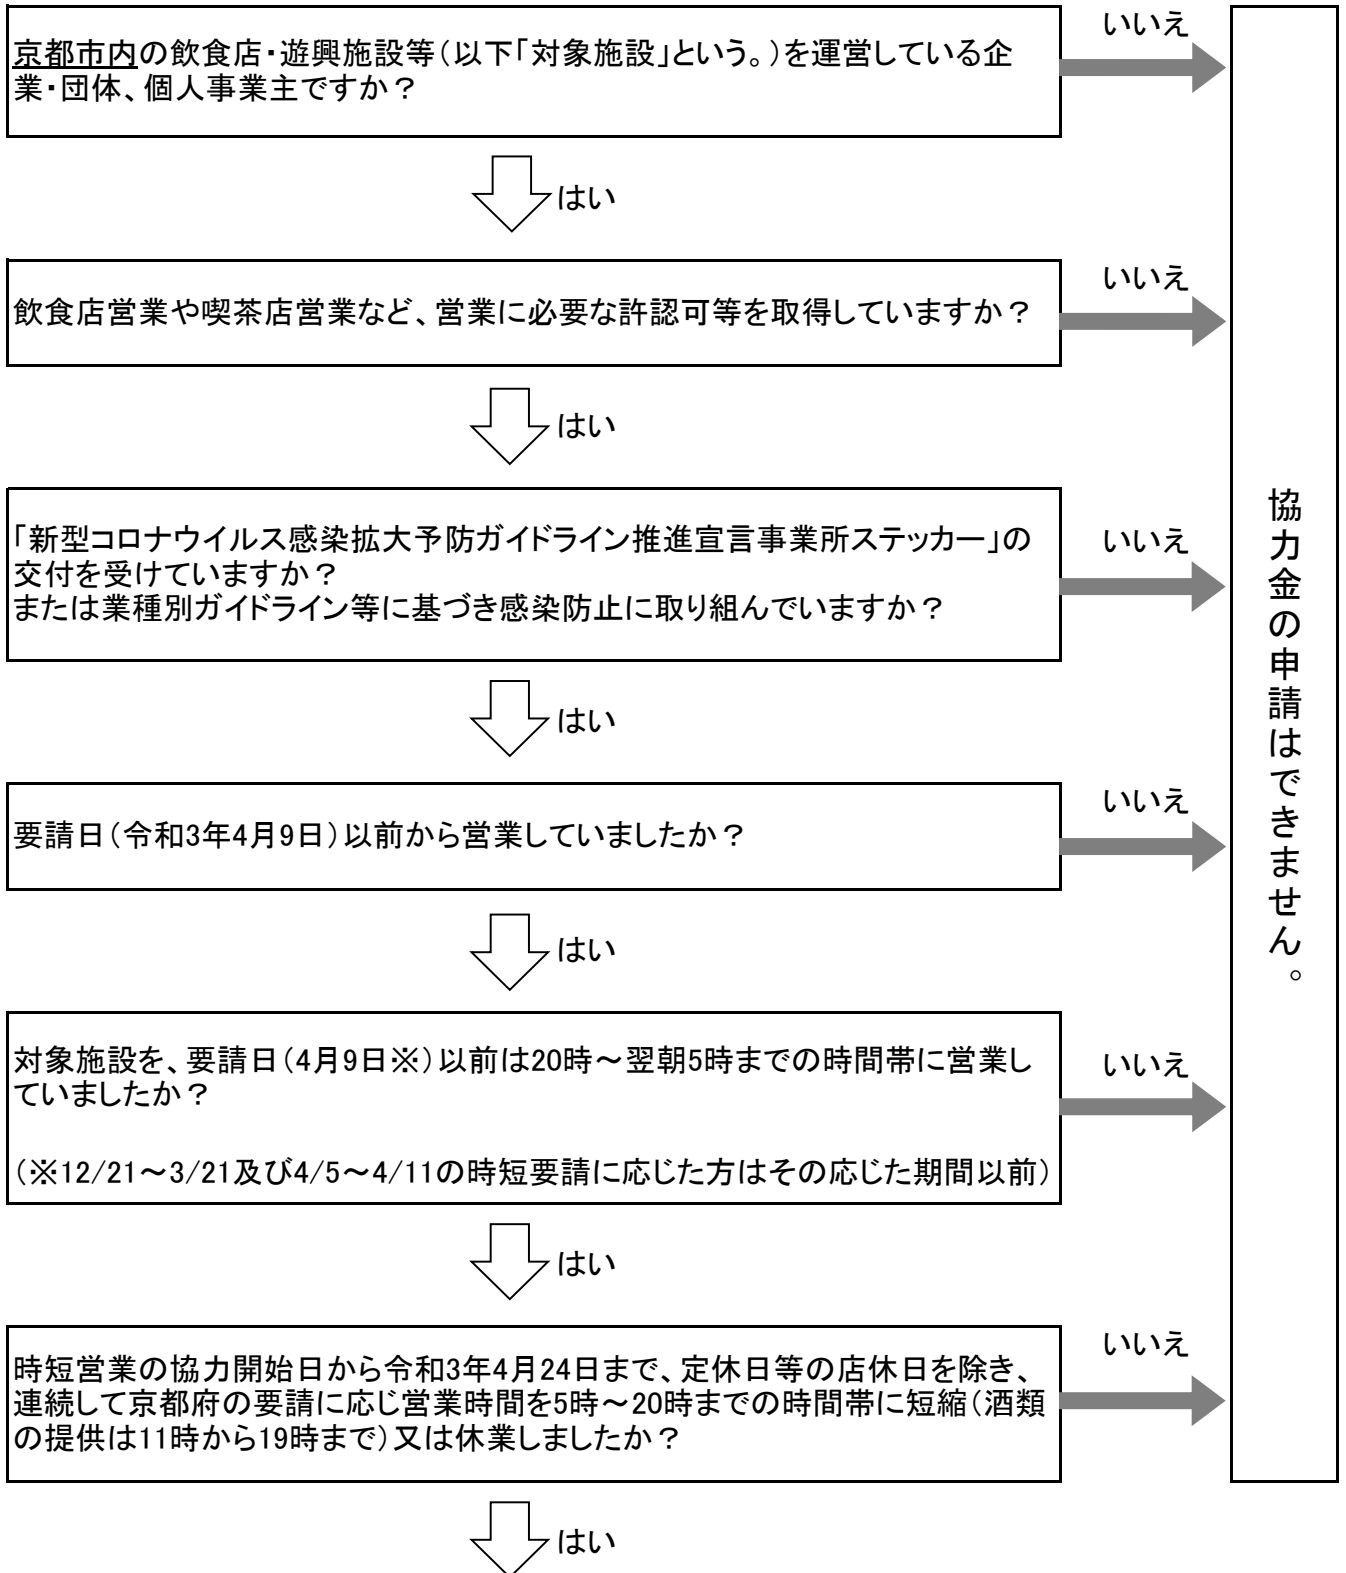 京都市内の飲食店・遊興施設等(以下「対象施設」という。)を運営している企
業・団体、個人事業主ですか?
いいえ
はい
飲食店営業や喫茶店営業など、営業に必要な許認可等を取得していますか?
いいえ
はい
「新型コロナウイルス感染拡大予防ガイドライン推進宣言事業所ステッカー」の
交付を受けていますか?
または業種別ガイドライン等に基づき感染防止に取り組んでいますか?
いいえ
はい
要請日(令和3年4月9日)以前から営業していましたか?
いいえ
はい
対象施設を、要請日(4月9日※)以前は20時~翌朝5時までの時間帯に営業し
ていましたか?
(※12/21~3/21及び4/5~4/11の時短要請に応じた方はその応じた期間以前)
いいえ
はい
時短営業の協力開始日から令和3年4月24日まで、定休日等の店休日を除き、
連続して京都府の要請に応じ営業時間を5時~20時までの時間帯に短縮(酒類
の提供は11時から19時まで)又は休業しましたか?
いいえ
はい
協力金の申請はできません。